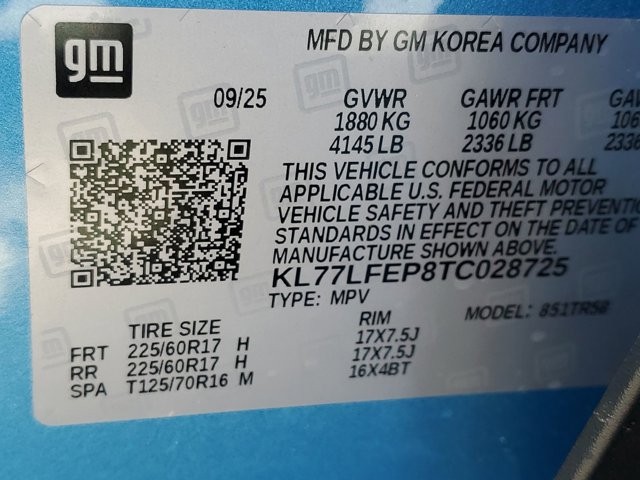 gm
MFD BY GM KOREA COMPANY
09/25 GVWR GAWR FRT
1880 KG 1060 KG
4145 LB 2336 LB
THIS VEHICLE CONFORMS TO ALL
APPLICABLE U.S. FEDERAL MOTOR
VEHICLE SAFETY AND THEFT
STANDARDS IN EFFECT ON THE DATE OF
MANUFACTURE SHOWN ABOVE.
KL77LFEP8TC028725
TYPE: MPV MODEL:
TIRE SIZE RIM
FRT 225/60R17 H 17X7.5J
RR 225/60R17 H 17X7.5J
SPA T125/70R16 M 16X4BT